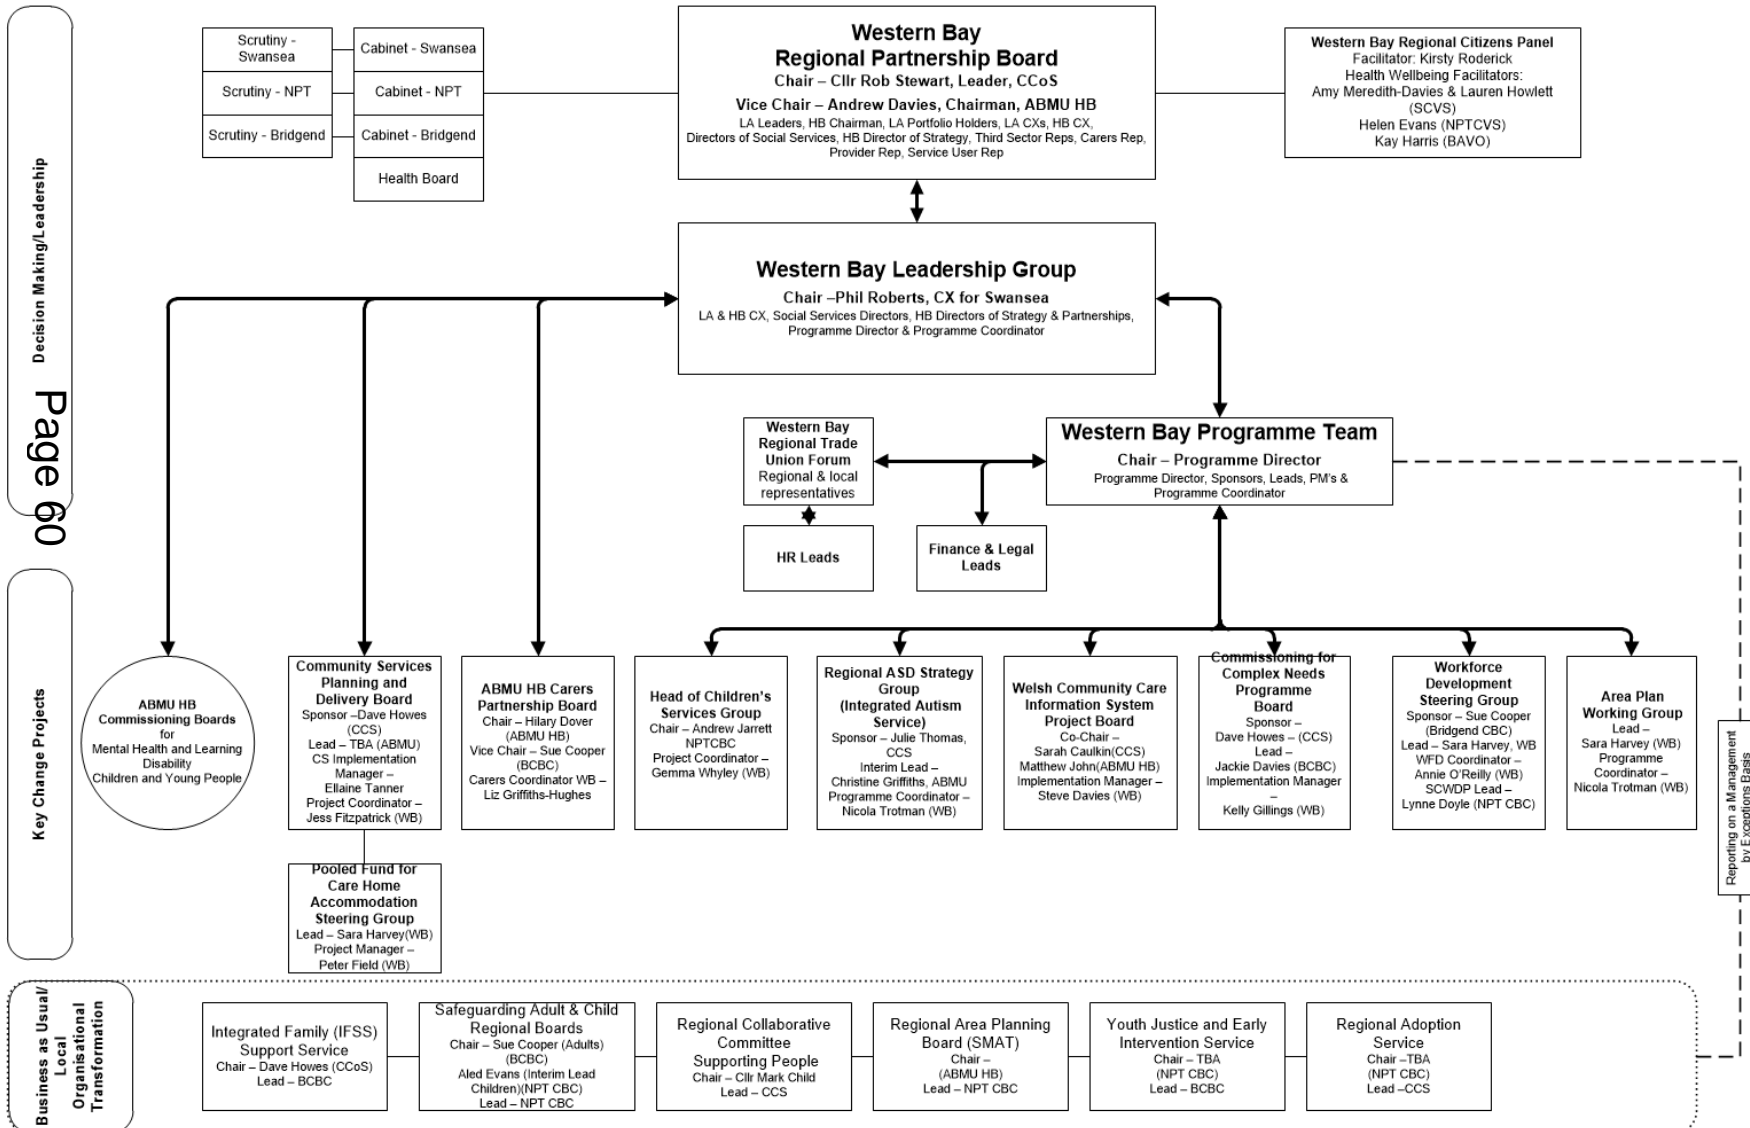 Decision Making/Leadership
Page 60
Key Change Projects
Business as Usual/
Local
Organisational
Transformation
Scrutiny -
Swansea
Scrutiny - NPT
Scrutiny - Bridgend
Cabinet - Swansea
Cabinet - NPT
Cabinet - Bridgend
Health Board
Western Bay
Regional Partnership Board
Chair – Cllr Rob Stewart, Leader, CCoS
Vice Chair – Andrew Davies, Chairman, ABMU HB
LA Leaders, HB Chairman, LA Portfolio Holders, LA CXs, HB CX,
Directors of Social Services, HB Director of Strategy, Third Sector Reps, Carers Rep,
Provider Rep, Service User Rep
Western Bay Regional Citizens Panel
Facilitator: Kirsty Roderick
Health Wellbeing Facilitators:
Amy Meredith-Davies & Lauren Howlett
(SCVS)
Helen Evans (NPTCVS)
Kay Harris (BAVO)
Western Bay Leadership Group
Chair –Phil Roberts, CX for Swansea
LA & HB CX, Social Services Directors, HB Directors of Strategy & Partnerships,
Programme Director & Programme Coordinator
Western Bay
Regional Trade
Union Forum
Regional & local
representatives
HR Leads
Finance & Legal
Leads
Western Bay Programme Team
Chair – Programme Director
Programme Director, Sponsors, Leads, PM's &
Programme Coordinator
ABMU HB
Commissioning Boards
for
Mental Health and Learning
Disability
Children and Young People
Community Services
Planning and
Delivery Board
Sponsor –Dave Howes
(CCS)
Lead – TBA (ABMU)
CS Implementation
Manager –
Ellaine Tanner
Project Coordinator –
Jess Fitzpatrick (WB)
Pooled Fund for
Care Home
Accommodation
Steering Group
Lead – Sara Harvey(WB)
Project Manager –
Peter Field (WB)
ABMU HB Carers
Partnership Board
Chair – Hilary Dover
(ABMU HB)
Vice Chair – Sue Cooper
(BCBC)
Carers Coordinator WB –
Liz Griffiths-Hughes
Head of Children's
Services Group
Chair – Andrew Jarrett
NPTCBC
Project Coordinator –
Gemma Whyley (WB)
Regional ASD Strategy
Group
(Integrated Autism
Service)
Sponsor – Julie Thomas,
CCS
Interim Lead –
Christine Griffiths, ABMU
Programme Coordinator –
Nicola Trotman (WB)
Welsh Community Care
Information System
Project Board
Co-Chair –
Sarah Caulkin(CCS)
Matthew John(ABMU HB)
Implementation Manager –
Steve Davies (WB)
Commissioning for
Complex Needs
Programme
Board
Sponsor –
Dave Howes – (CCS)
Lead –
Jackie Davies (BCBC)
Implementation Manager
–
Kelly Gillings (WB)
Workforce
Development
Steering Group
Sponsor – Sue Cooper
(Bridgend CBC)
Lead – Sara Harvey, WB
WFD Coordinator –
Annie O'Reilly (WB)
SCWDP Lead –
Lynne Doyle (NPT CBC)
Area Plan
Working Group
Lead –
Sara Harvey (WB)
Programme
Coordinator –
Nicola Trotman (WB)
Reporting on a Management
by Exceptions Basis
Integrated Family (IFSS)
Support Service
Chair – Dave Howes (CCoS)
Lead – BCBC
Safeguarding Adult & Child
Regional Boards
Chair – Sue Cooper (Adults)
(BCBC)
Aled Evans (Interim Lead
Children)(NPT CBC)
Lead – NPT CBC
Regional Collaborative
Committee
Supporting People
Chair – Cllr Mark Child
Lead – CCS
Regional Area Planning
Board (SMAT)
Chair –
(ABMU HB)
Lead – NPT CBC
Youth Justice and Early
Intervention Service
Chair – TBA
(NPT CBC)
Lead – BCBC
Regional Adoption
Service
Chair –TBA
(NPT CBC)
Lead –CCS